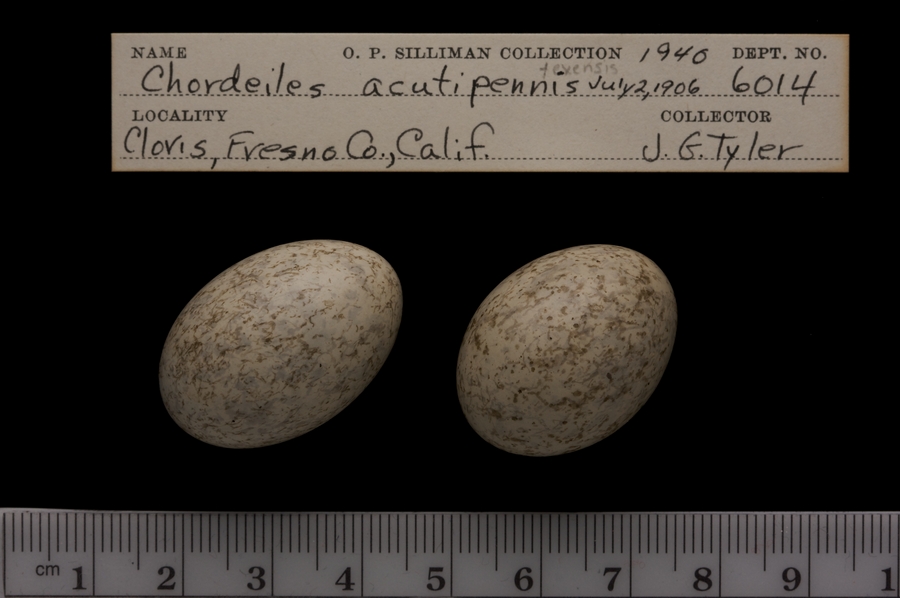 NAME O. P. SILLIMAN COLLECTION 1940 DEPT. NO.
texensis
Chordeiles acutipennis July 2, 1906 6014
LOCALITY COLLECTOR
Clovis, Fresno Co., Calif. J. G. Tyler
cm 1 2 3 4 5 6 7 8 9 1